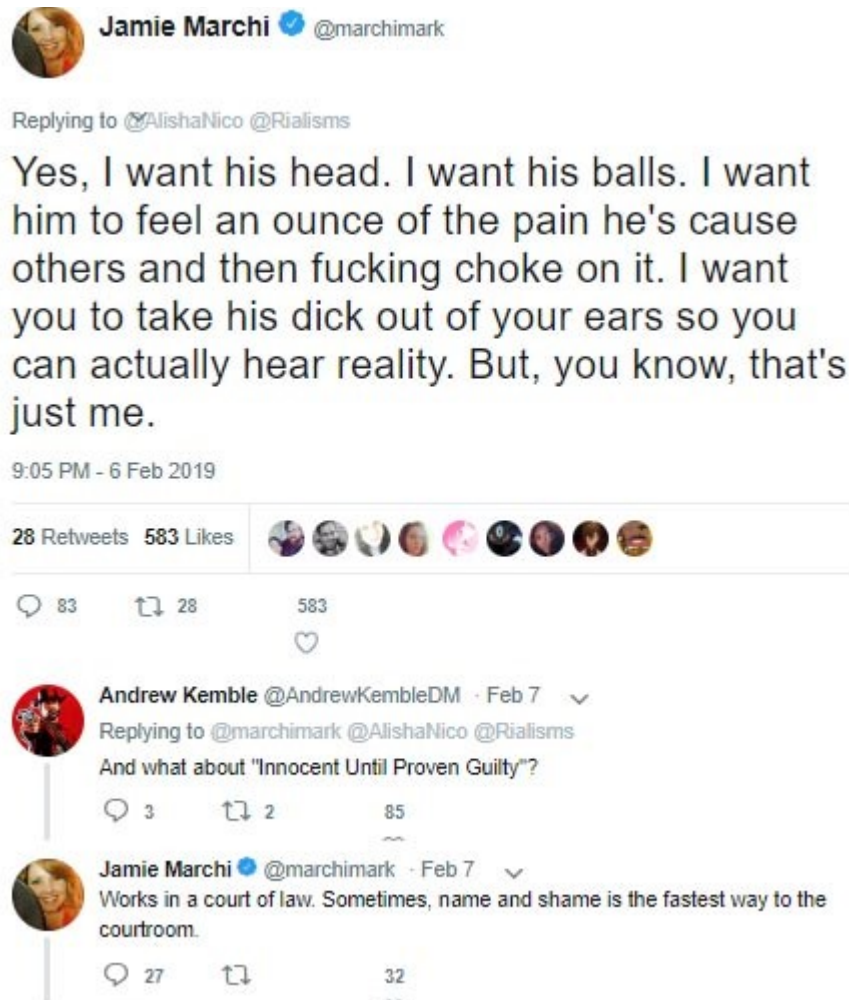 Jamie Marchi @marchimark
Replying to @AlishaNico @Rialisms
Yes, I want his head. I want his balls. I want
him to feel an ounce of the pain he's cause
others and then fucking choke on it. I want
you to take his dick out of your ears so you
can actually hear reality. But, you know, that's
just me.
9:05 PM - 6 Feb 2019
28 Retweets 583 Likes
83 28 583
Andrew Kemble @AndrewKembleDM · Feb 7
Replying to @marchimark @AlishaNico @Rialisms
And what about "Innocent Until Proven Guilty"?
3 2 85
Jamie Marchi @marchimark · Feb 7
Works in a court of law. Sometimes, name and shame is the fastest way to the
courtroom.
27 32